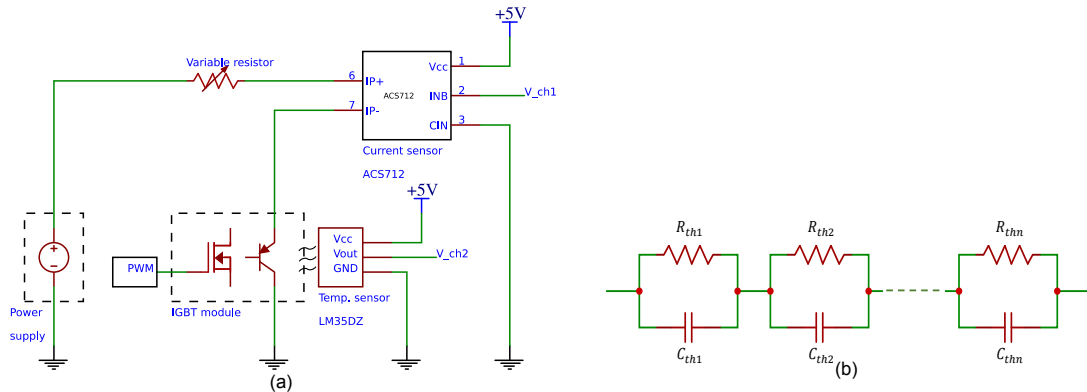 +5V
Variable resistor
6
IP+
7
IP-
ACS712
Vcc
1
INB
2
V_ch1
CIN
3
Current sensor
ACS712
+5V
PWM
Vcc
Vout
V_ch2
GND
IGBT module
Temp. sensor
LM35DZ
Power
supply
(a)
R_th1
R_th2
R_thn
C_th1
C_th2
C_thn
(b)